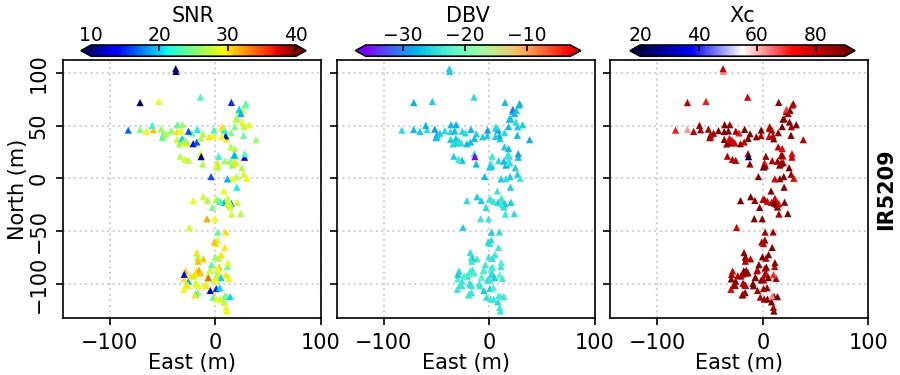 SNR DBV Xc
10 20 30 40 −30 −20 −10 20 40 60 80
100
50
0
−50
−100
North (m)
−100 0 100 −100 0 100 −100 0 100
East (m) East (m) East (m)
IR5209